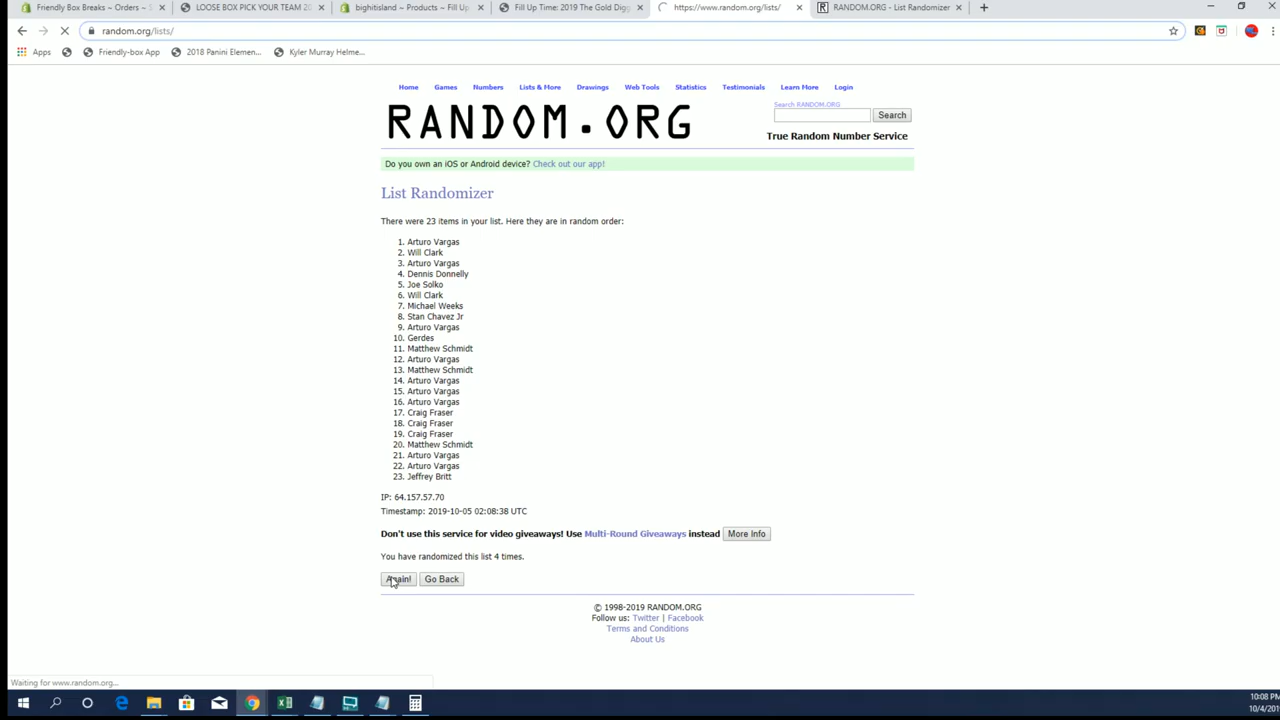 Friendly Box Breaks ~ Orders ~ S
LOOSE BOX PICK YOUR TEAM 20
bighitisland ~ Products ~ Fill Up
Fill Up Time: 2019 The Gold Digg
https://www.random.org/lists/
RANDOM.ORG - List Randomizer
random.org/lists/
Apps
Friendly-box App
2018 Panini Elemen...
Kyler Murray Helme...
Home Games Numbers Lists & More Drawings Web Tools Statistics Testimonials Learn More Login
RANDOM.ORG
Search RANDOM.ORG
Search
True Random Number Service
Do you own an iOS or Android device? Check out our app!
List Randomizer
There were 23 items in your list. Here they are in random order:
1. Arturo Vargas
2. Will Clark
3. Arturo Vargas
4. Dennis Donnelly
5. Joe Solko
6. Will Clark
7. Michael Weeks
8. Stan Chavez Jr
9. Arturo Vargas
10. Gerdes
11. Matthew Schmidt
12. Arturo Vargas
13. Matthew Schmidt
14. Arturo Vargas
15. Arturo Vargas
16. Arturo Vargas
17. Craig Fraser
18. Craig Fraser
19. Craig Fraser
20. Matthew Schmidt
21. Arturo Vargas
22. Arturo Vargas
23. Jeffrey Britt
IP: 64.157.57.70
Timestamp: 2019-10-05 02:08:38 UTC
Don't use this service for video giveaways! Use Multi-Round Giveaways instead More Info
You have randomized this list 4 times.
Again! Go Back
© 1998-2019 RANDOM.ORG
Follow us: Twitter | Facebook
Terms and Conditions
About Us
Waiting for www.random.org...
10:08 PM
10/4/201